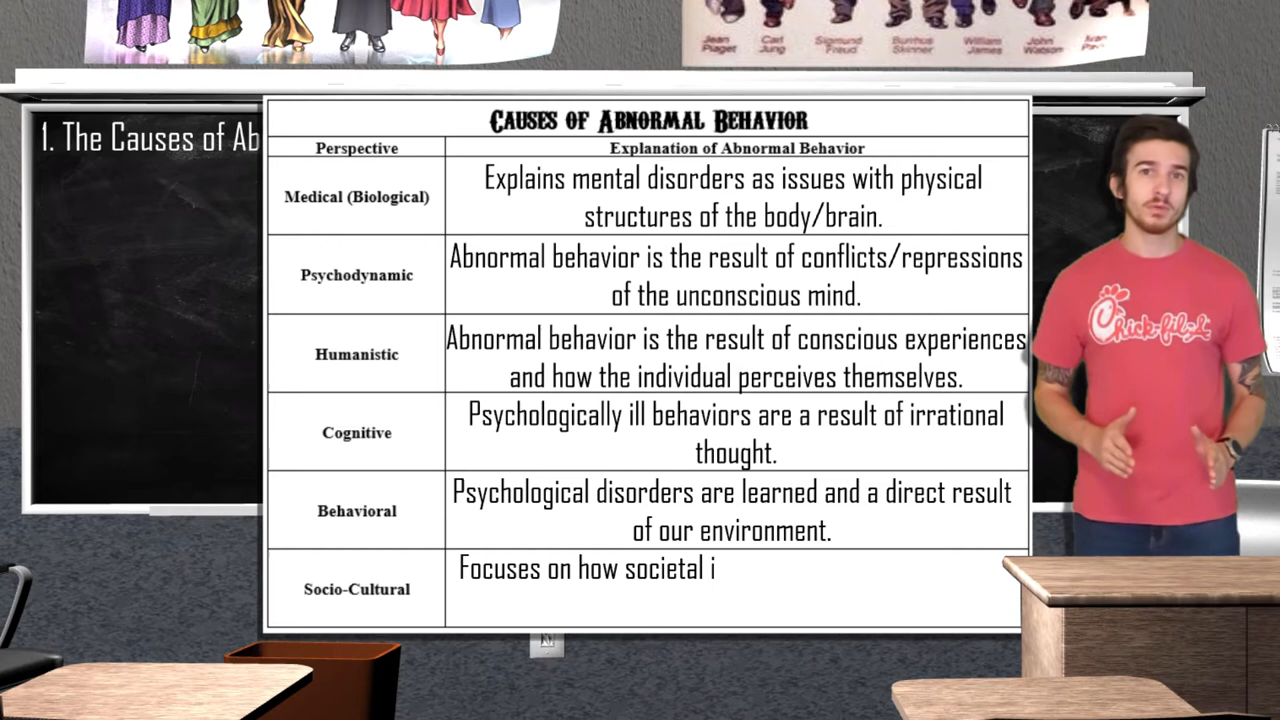 Jean Carl Sigmund Burrhus William John Ivan
Piaget Jung Freud Skinner James Watson
1. The Causes of Ab
CAUSES OF ABNORMAL BEHAVIOR
Perspective Explanation of Abnormal Behavior
Medical (Biological)
Explains mental disorders as issues with physical
structures of the body/brain.
Psychodynamic
Abnormal behavior is the result of conflicts/repressions
of the unconscious mind.
Humanistic
Abnormal behavior is the result of conscious experiences
and how the individual perceives themselves.
Cognitive
Psychologically ill behaviors are a result of irrational
thought.
Behavioral
Psychological disorders are learned and a direct result
of our environment.
Socio-Cultural
Focuses on how societal i
Chick-fil-A